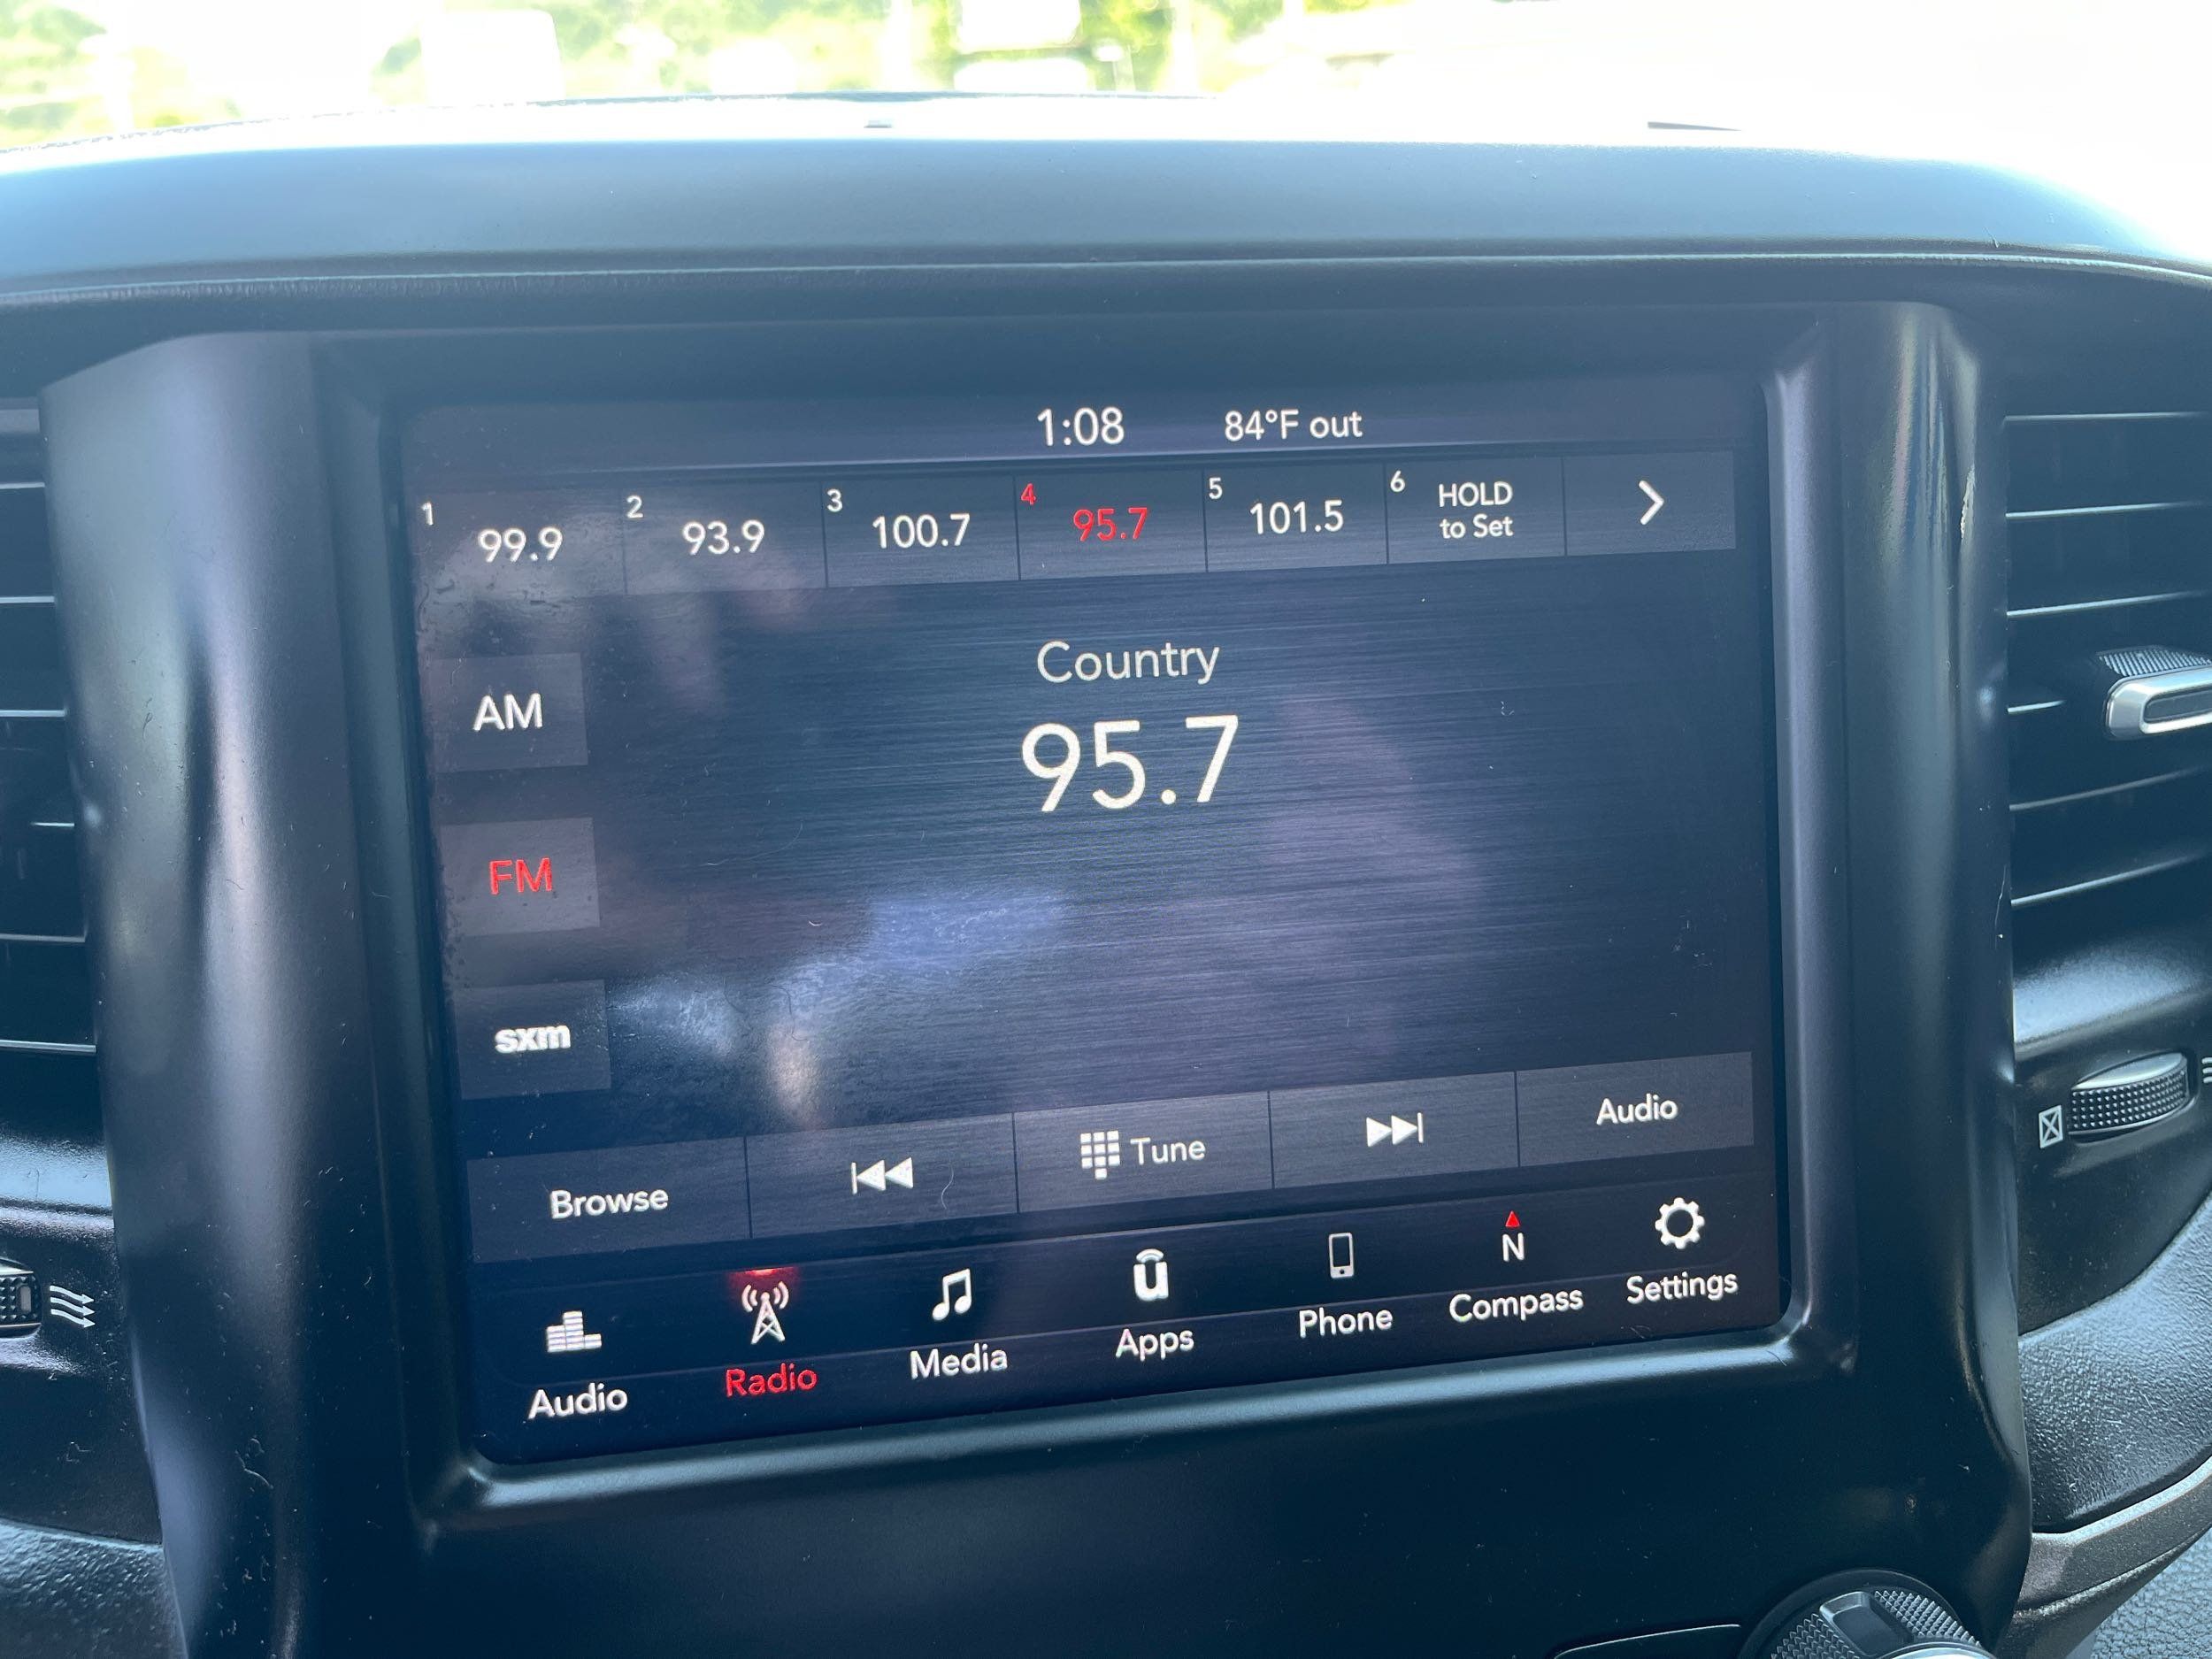 1:08 84°F out
1 99.9 2 93.9 3 100.7 4 95.7 5 101.5 6 HOLD
to Set
Country
95.7
AM
FM
sxm
Browse Tune Audio
Audio Radio Media Apps Phone N Compass Settings